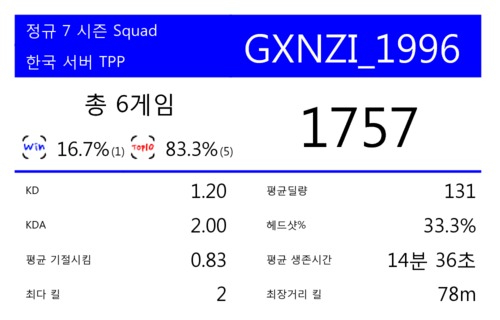 정규 7 시즌 Squad
한국 서버 TPP
GXNZI_1996
총 6게임
Win 16.7%(1) Top10 83.3%(5)
1757
KD 1.20
평균딜량 131
KDA 2.00
헤드샷% 33.3%
평균 기절시킴 0.83
평균 생존시간 14분 36초
최다 킬 2
최장거리 킬 78m